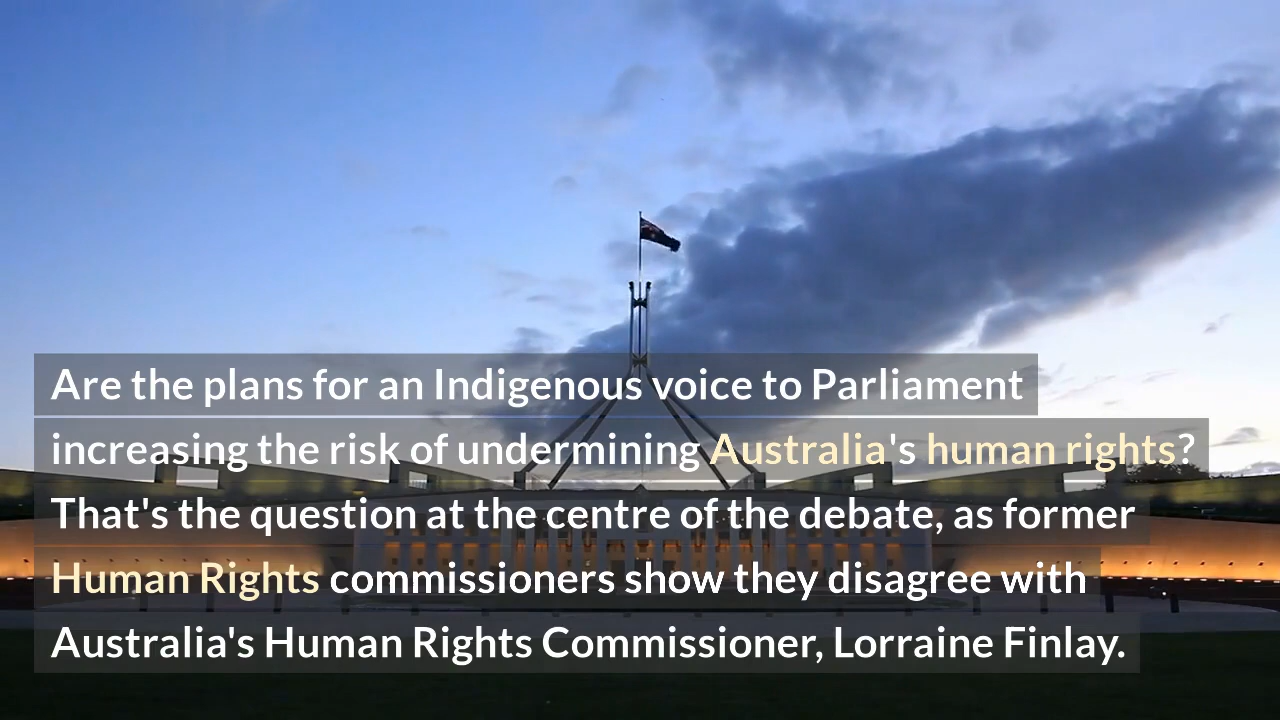 Are the plans for an Indigenous voice to Parliament
increasing the risk of undermining Australia's human rights?
That's the question at the centre of the debate, as former
Human Rights commissioners show they disagree with
Australia's Human Rights Commissioner, Lorraine Finlay.